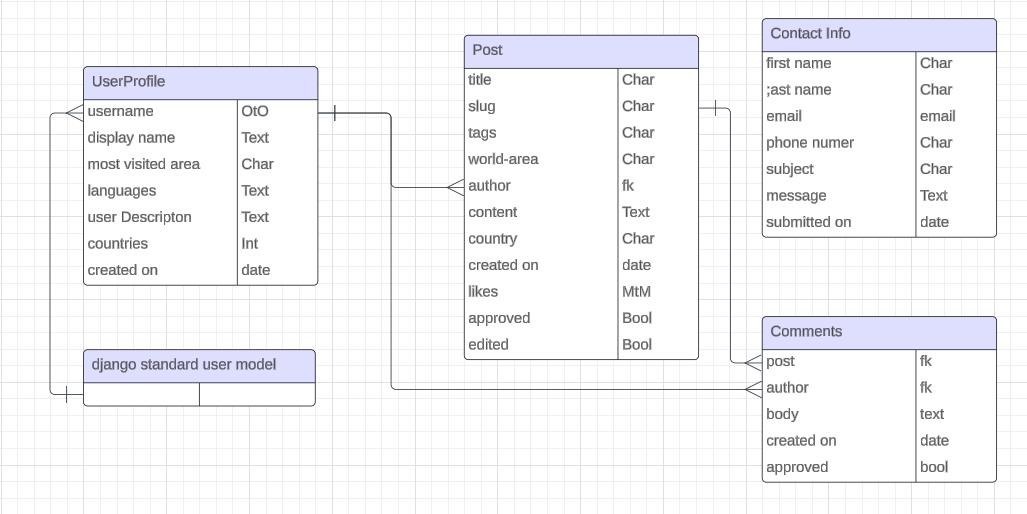 UserProfile
username OtO
display name Text
most visited area Char
languages Text
user Descripton Text
countries Int
created on date
django standard user model
Post
title Char
slug Char
tags Char
world-area Char
author fk
content Text
country Char
created on date
likes MtM
approved Bool
edited Bool
Contact Info
first name Char
;ast name Char
email email
phone numer Char
subject Char
message Text
submitted on date
Comments
post fk
author fk
body text
created on date
approved bool